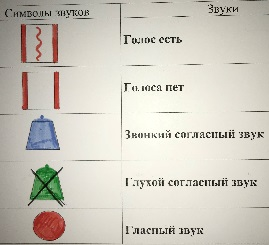 Символы звуков
Звуки
Голос есть
Голоса нет
Звонкий согласный звук
Глухой согласный звук
Гласный звук